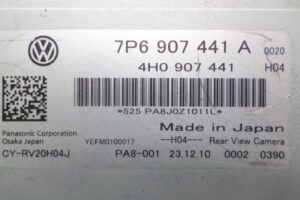 7P6 907 441 A 0020
4H0 907 441 H04
*525 PA8J0Z1011L*
Made in Japan
Panasonic Corporation
Osaka Japan
YEFM0100017 ---H04--- Rear View Camera
CY-RV20H04J PA8-001 23.12.10 0002 0390